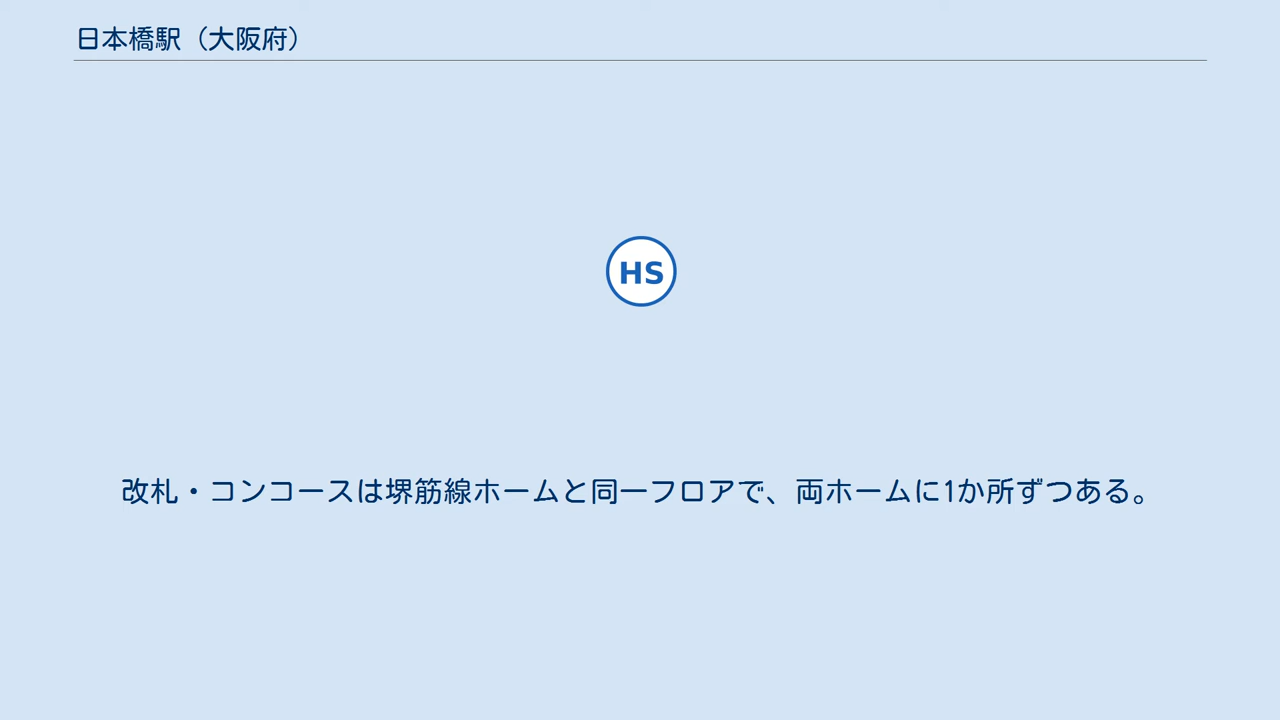 日本橋駅（大阪府）
HS
改札・コンコースは堺筋線ホームと同一フロアで、両ホームに1か所ずつある。